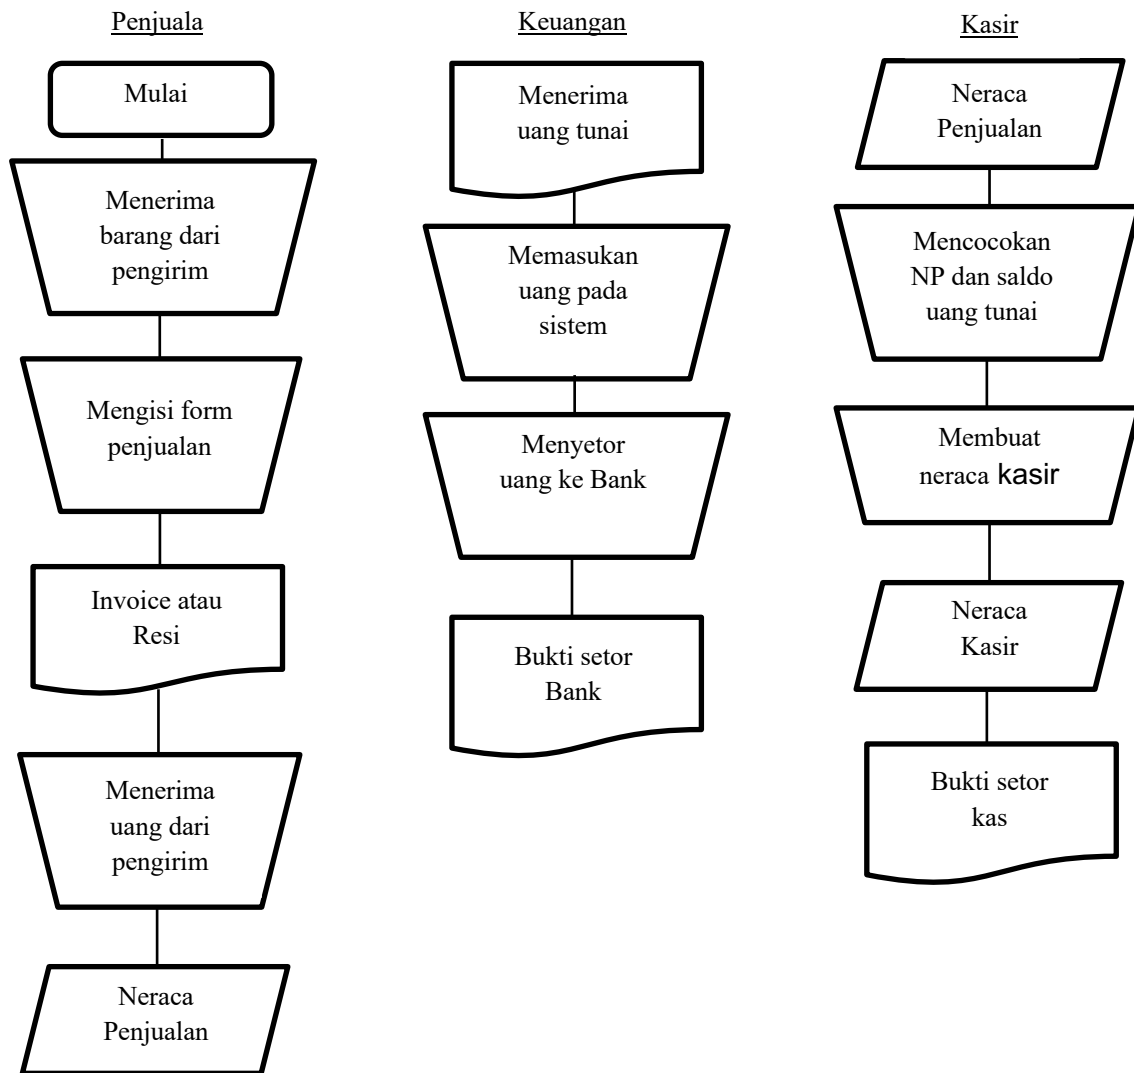 Penjuala
Mulai
Menerima
barang dari
pengirim
Mengisi form
penjualan
Invoice atau
Resi
Menerima
uang dari
pengirim
Neraca
Penjualan
Keuangan
Menerima
uang tunai
Memasukan
uang pada
sistem
Menyetor
uang ke Bank
Bukti setor
Bank
Kasir
Neraca
Penjualan
Mencocokan
NP dan saldo
uang tunai
Membuat
neraca kasir
Neraca
Kasir
Bukti setor
kas